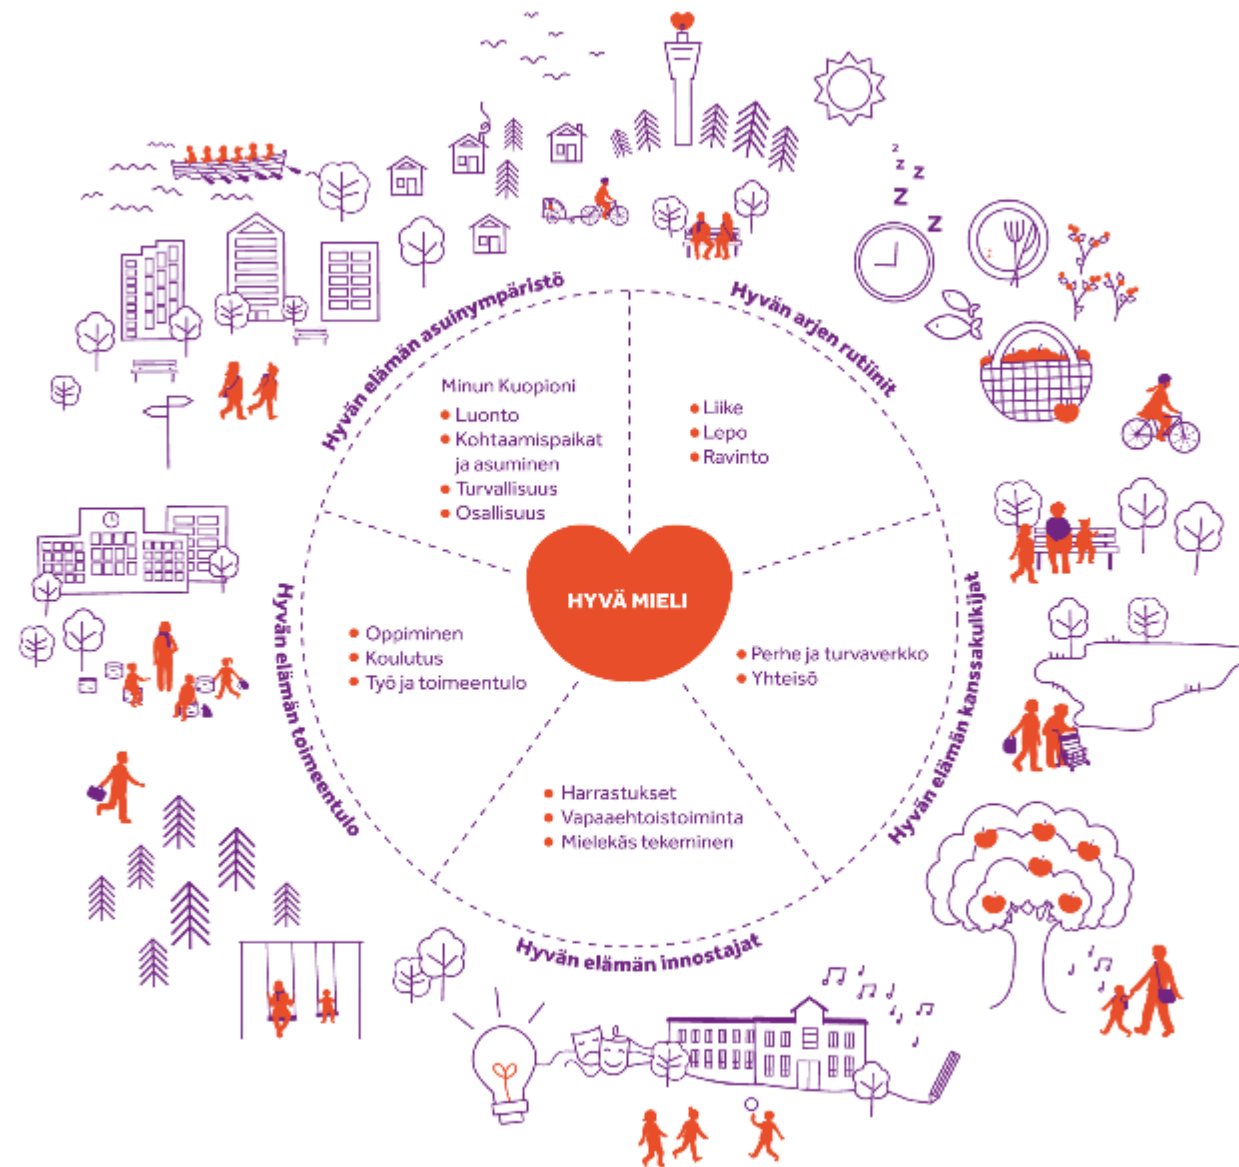 z
z
z
Z
Z
Hyvän elämän asuinympäristö
Minun Kuopioni
• Luonto
• Kohtaamispaikat
ja asuminen
• Turvallisuus
• Osallisuus
Hyvän arjen rutiinit
• Liike
• Lepo
• Ravinto
HYVÄ MIELI
Hyvän elämän kanssakulkijat
• Perhe ja turvaverkko
• Yhteisö
Hyvän elämän innostajat
• Harrastukset
• Vapaaehtoistoiminta
• Mielekäs tekeminen
Hyvän elämän toimeentulo
• Oppiminen
• Koulutus
• Työ ja toimeentulo